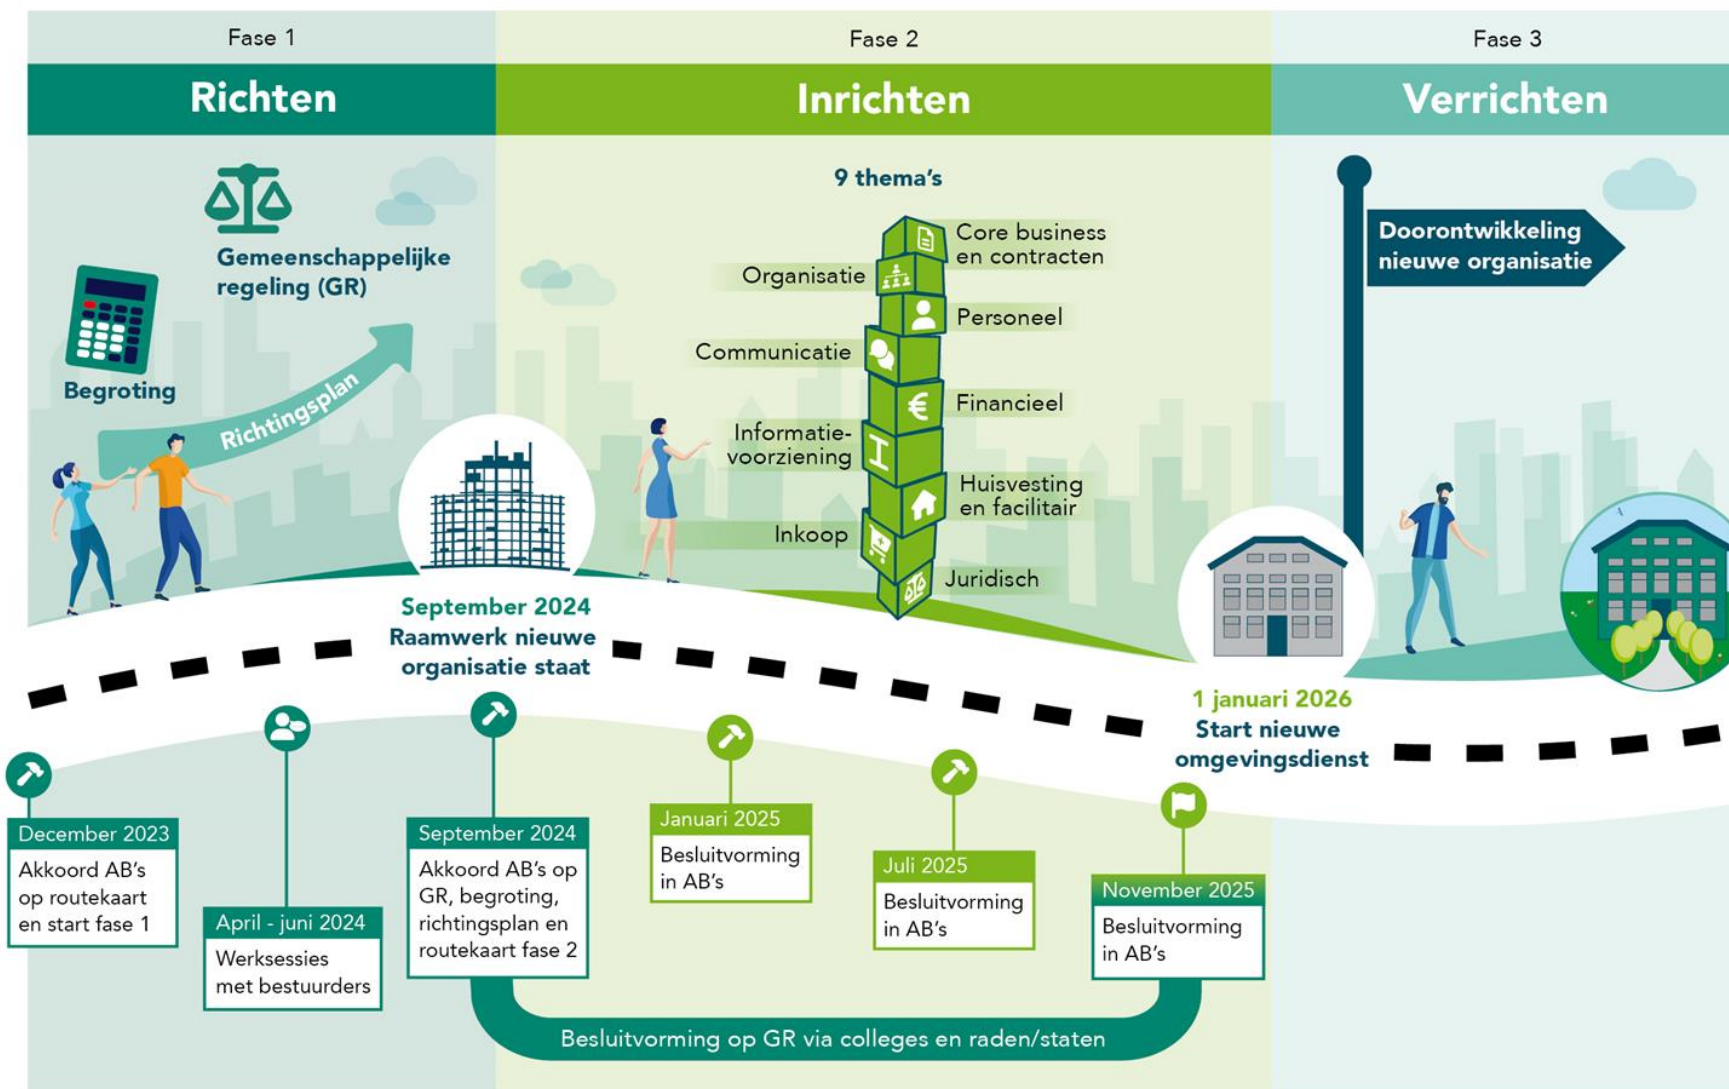 Fase 1
Richten
Gemeenschappelijke
regeling (GR)
Begroting
Richtingsplan
September 2024
Raamwerk nieuwe
organisatie staat
Fase 2
Inrichten
9 thema's
Core business
en contracten
Organisatie
Personeel
Communicatie
Financieel
Informatie-
voorziening
Huisvesting
en facilitair
Inkoop
Juridisch
Fase 3
Verrichten
Doorontwikkeling
nieuwe organisatie
1 januari 2026
Start nieuwe
omgevingsdienst
December 2023
Akkoord AB's
op routekaart
en start fase 1
April - juni 2024
Werksessies
met bestuurders
September 2024
Akkoord AB's op
GR, begroting,
richtingsplan en
routekaart fase 2
Januari 2025
Besluitvorming
in AB's
Juli 2025
Besluitvorming
in AB's
November 2025
Besluitvorming
in AB's
Besluitvorming op GR via colleges en raden/staten